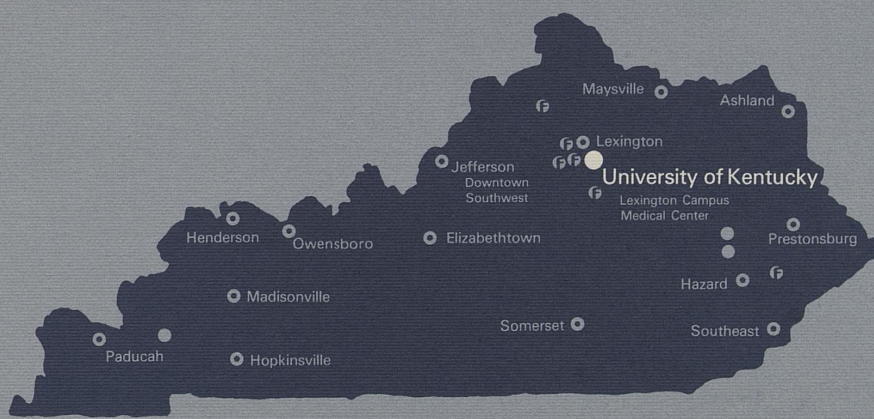 Maysville
Ashland
F
F
Lexington
F F
Jefferson
Downtown
Southwest
University of Kentucky
F
Lexington Campus
Medical Center
Henderson
Owensboro
Elizabethtown
Prestonsburg
F
Hazard
Madisonville
Somerset
Southeast
Paducah
Hopkinsville